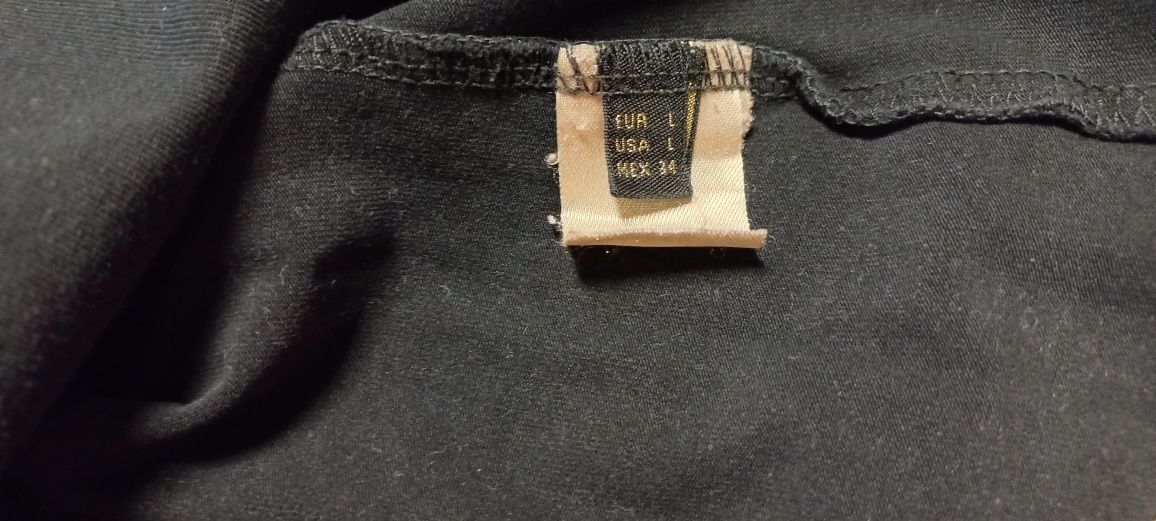 EUR L
USA L
MEX 34